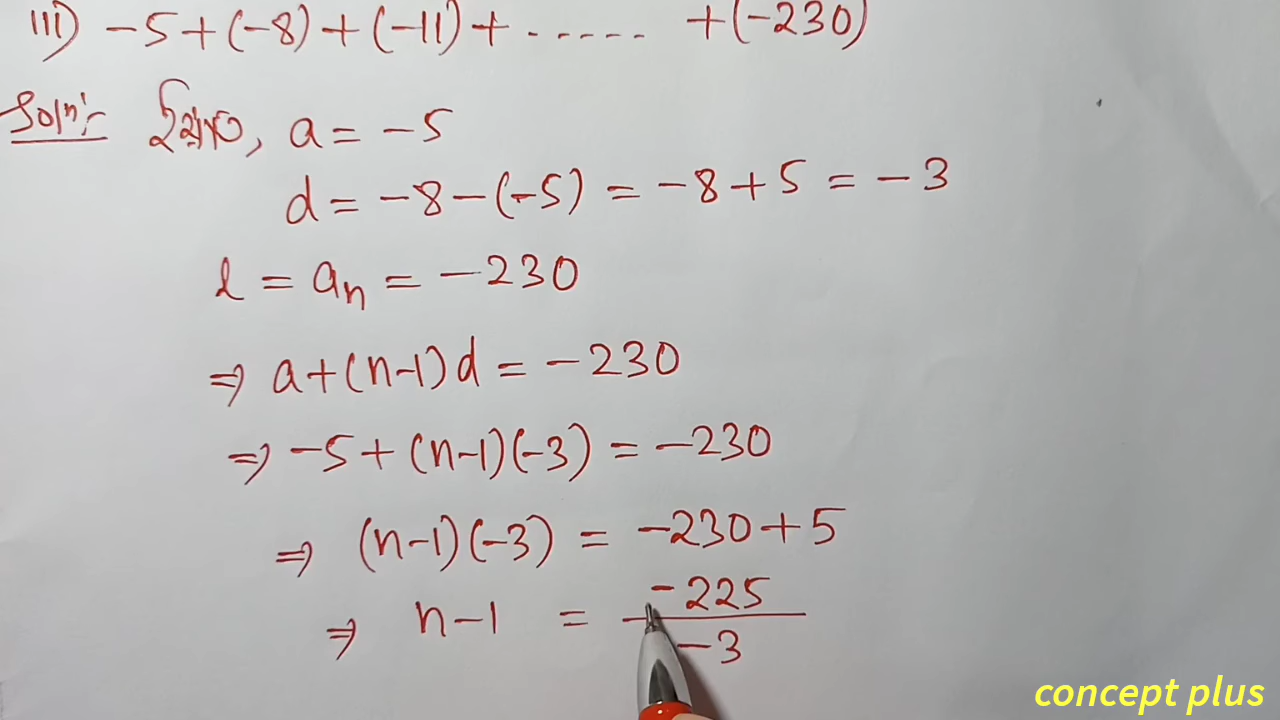 iii) -5+(-8)+(-11)+ ----- +(-230)
Soln:- , a = -5
d = -8-(-5) = -8+5 = -3
l = aₙ = -230
⇒ a+(n-1)d = -230
⇒ -5+(n-1)(-3) = -230
⇒ (n-1)(-3) = -230+5
⇒ n-1 = -225/-3
concept plus